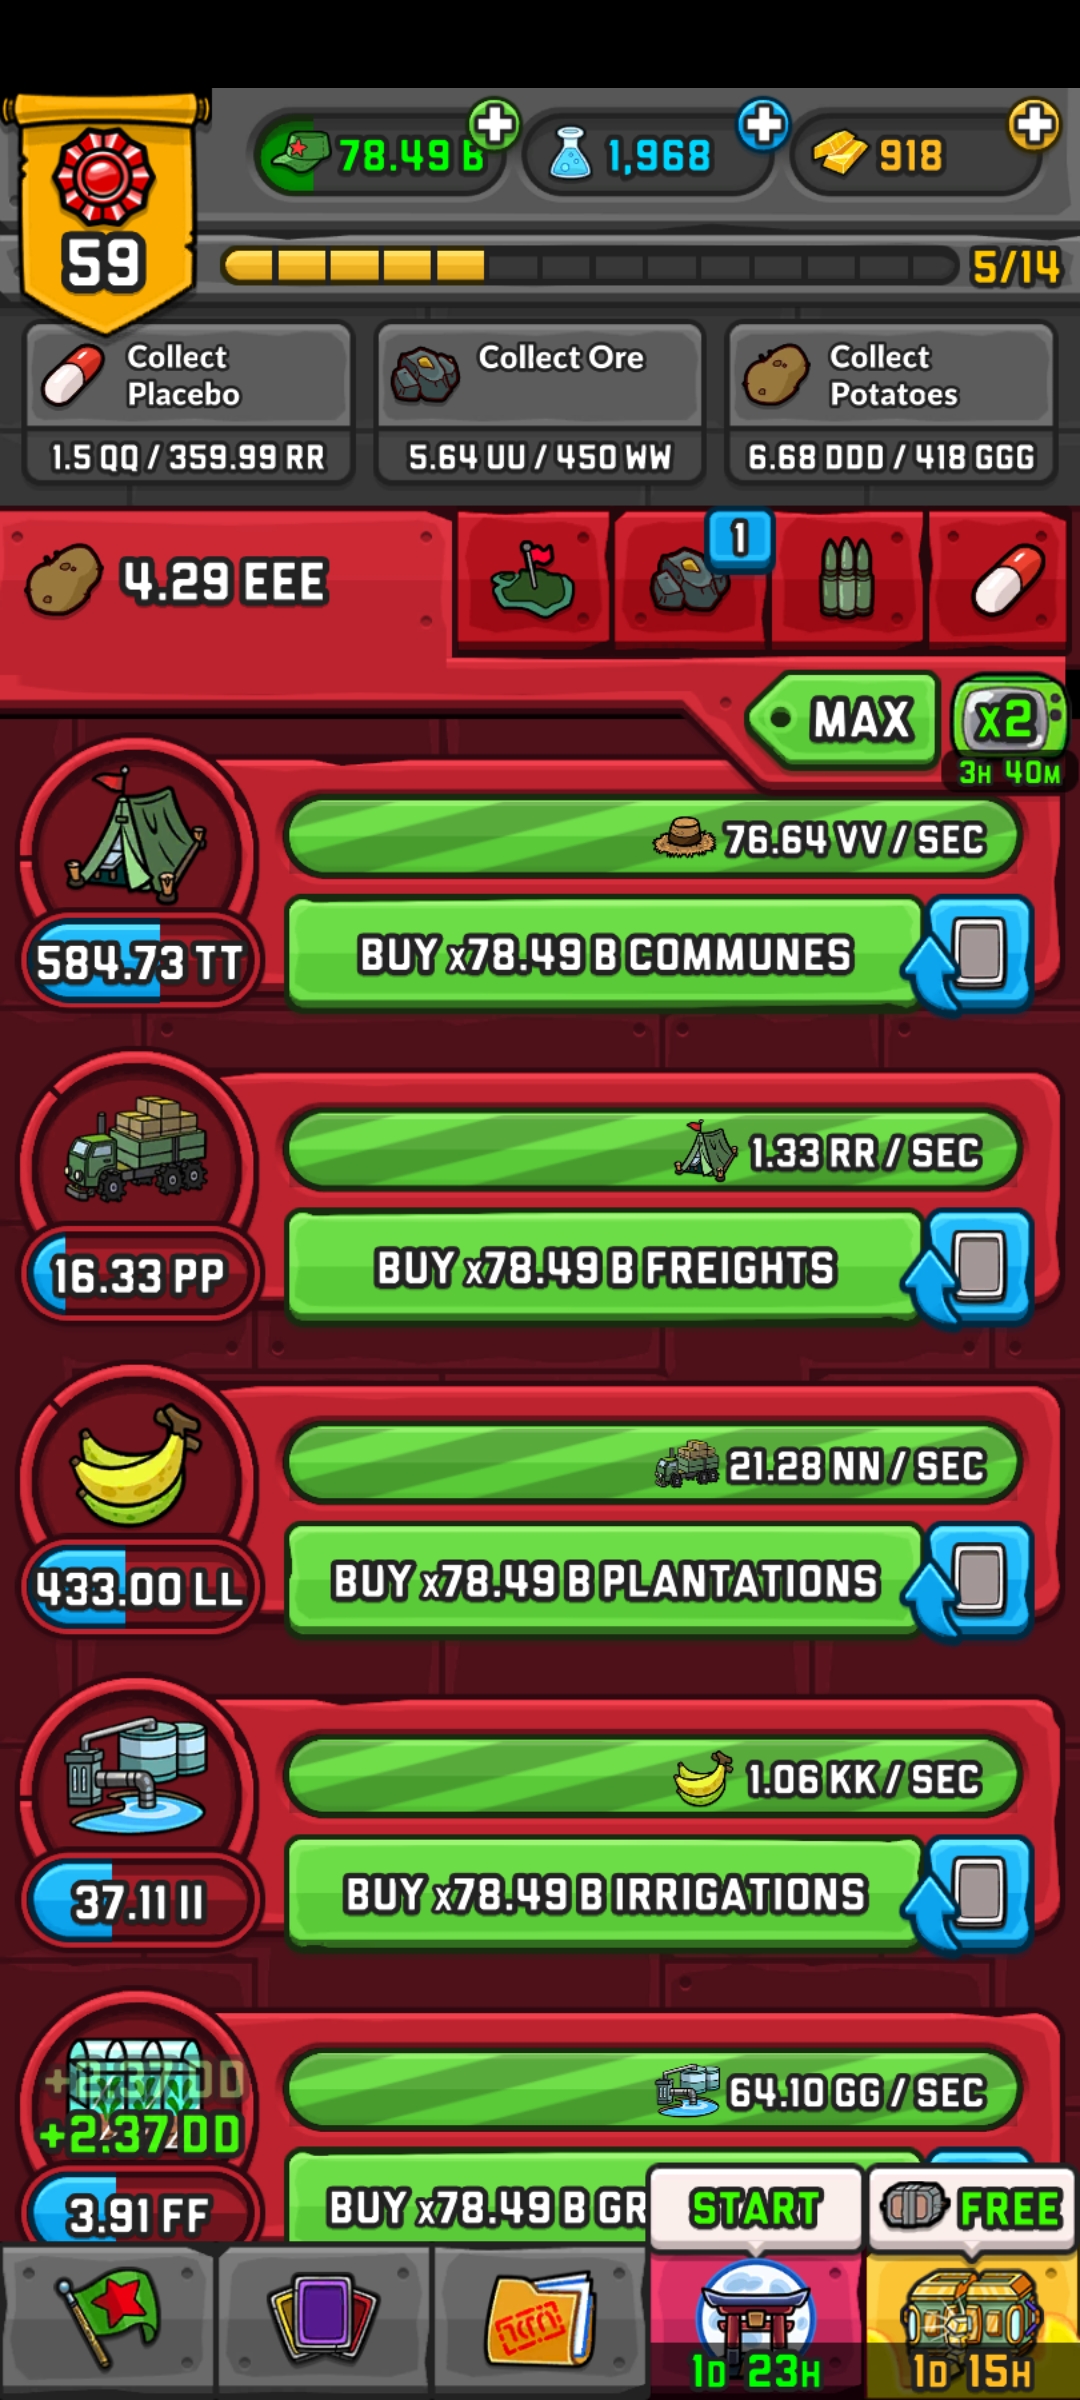 78.49 B
1,968
918
59
5/14
Collect
Placebo
1.5 QQ / 359.99 RR
Collect Ore
5.64 UU / 450 WW
Collect
Potatoes
6.68 DDD / 418 GGG
4.29 EEE
1
MAX
x2
3H 40M
76.64 VV / SEC
584.73 TT
BUY x78.49 B COMMUNES
1.33 RR / SEC
16.33 PP
BUY x78.49 B FREIGHTS
21.28 NN / SEC
433.00 LL
BUY x78.49 B PLANTATIONS
1.06 KK / SEC
37.11 II
BUY x78.49 B IRRIGATIONS
+2.37 DD
+2.37 DD
64.10 GG / SEC
3.91 FF
BUY x78.49 B GR
START
FREE
1D 23H
1D 15H